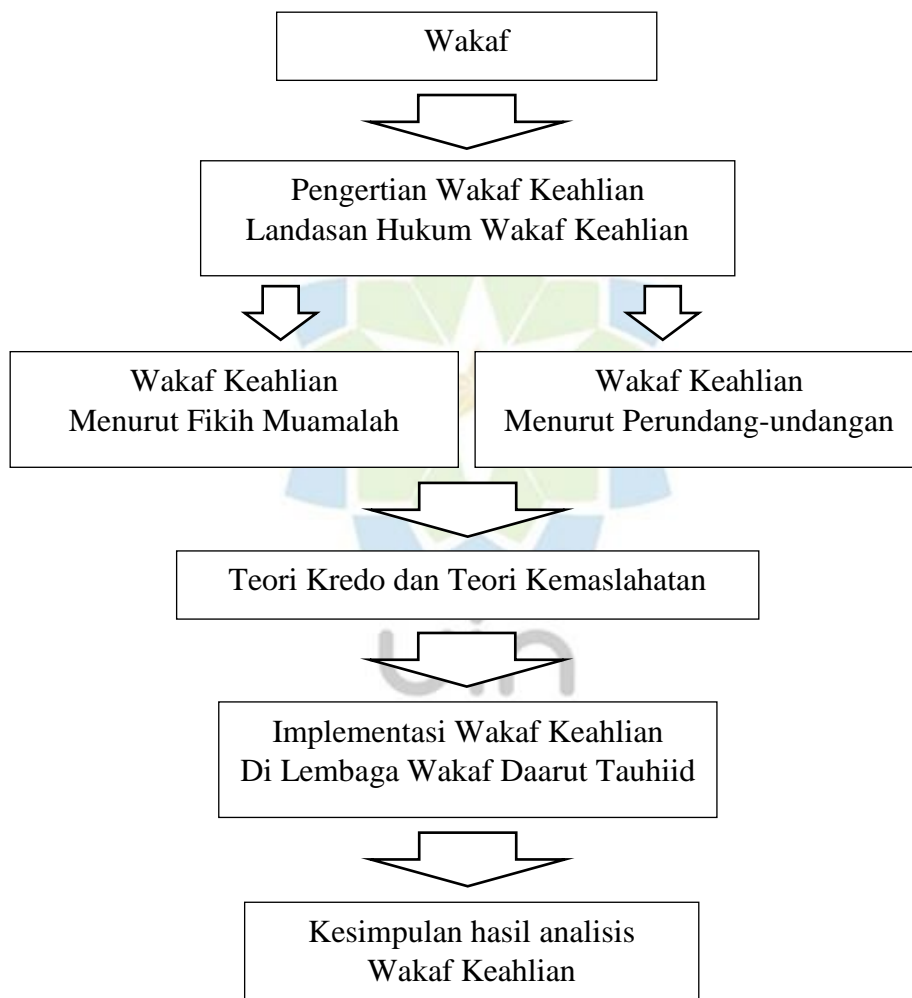 Wakaf
Pengertian Wakaf Keahlian
Landasan Hukum Wakaf Keahlian
Wakaf Keahlian
Menurut Fikih Muamalah
Wakaf Keahlian
Menurut Perundang-undangan
Teori Kredo dan Teori Kemaslahatan
uin
Implementasi Wakaf Keahlian
Di Lembaga Wakaf Daarut Tauhiid
Kesimpulan hasil analisis
Wakaf Keahlian